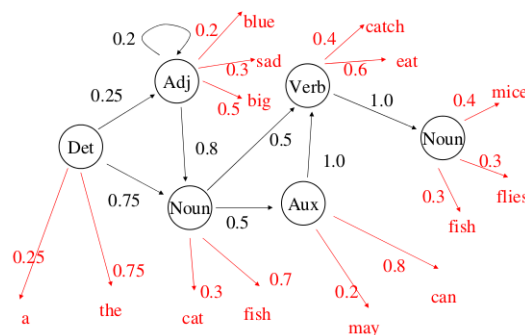 0.2
0.2
blue
0.3
sad
0.5
big
Adj
0.25
0.4
catch
0.6
eat
Verb
1.0
0.4
mice
Noun
0.3
flies
0.3
fish
Det
0.8
0.5
1.0
0.75
Noun
0.5
Aux
0.25
0.75
a
the
0.3
0.7
cat
fish
0.2
0.8
may
can